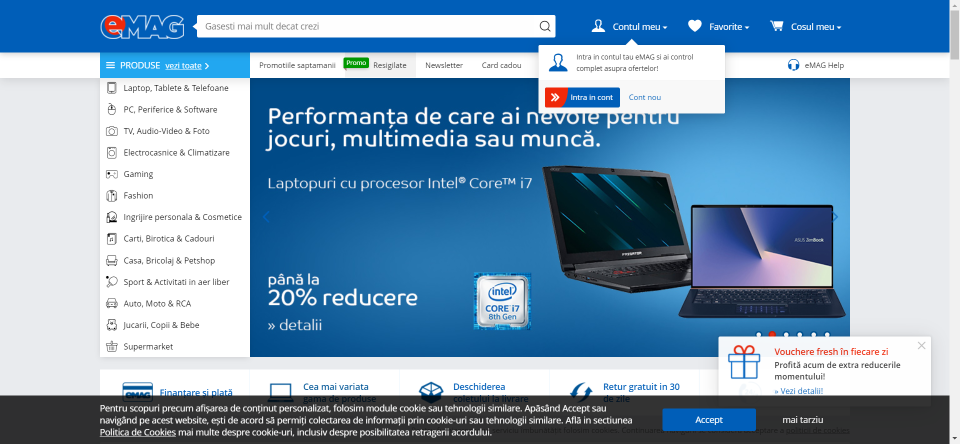 eMAG
Gasesti mai mult decat crezi
Contul meu
Favorite
Cosul meu
Intra in contul tau eMAG si ai control
complet asupra ofertelor!
Intra in cont
Cont nou
PRODUSE vezi toate
Promotiile saptamanii
Promo
Resigilate
Newsletter
Card cadou
eMAG Help
Laptop, Tablete & Telefoane
PC, Periferice & Software
TV, Audio-Video & Foto
Electrocasnice & Climatizare
Gaming
Fashion
Ingrijire personala & Cosmetice
Carti, Birotica & Cadouri
Casa, Bricolaj & Petshop
Sport & Activitati in aer liber
Auto, Moto & RCA
Jucarii, Copii & Bebe
Supermarket
Performanța de care ai nevoie pentru
jocuri, multimedia sau muncă.
Laptopuri cu procesor Intel® Core™ i7
până la
20% reducere
» detalii
intel
CORE i7
8th Gen
PREDATOR
ASUS ZenBook
Vouchere fresh în fiecare zi
Profită acum de extra reducerile
momentului!
» Vezi detalii!
Finantare si plată
Cea mai variata
gama de produse
Deschiderea
coletului la livrare
Retur gratuit in 30
de zile
Pentru scopuri precum afișarea de conținut personalizat, folosim module cookie sau tehnologii similare. Apăsând Accept sau
navigând pe acest website, ești de acord să permiți colectarea de informații prin cookie-uri sau tehnologii similare. Află in sectiunea
Politica de Cookies mai multe despre cookie-uri, inclusiv despre posibilitatea retragerii acordului.
Accept
mai tarziu